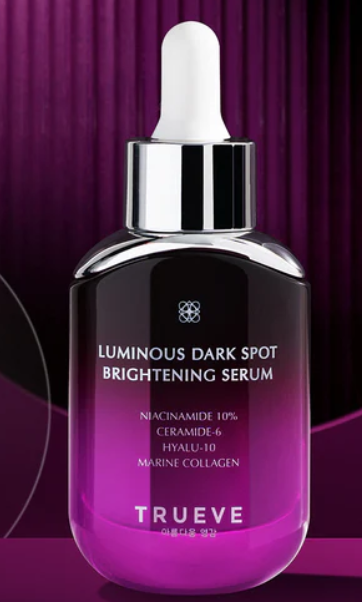 LUMINOUS DARK SPOT
BRIGHTENING SERUM
NIACINAMIDE 10%
CERAMIDE-6
HYALU-10
MARINE COLLAGEN
TRUEVE
아름다움 영감